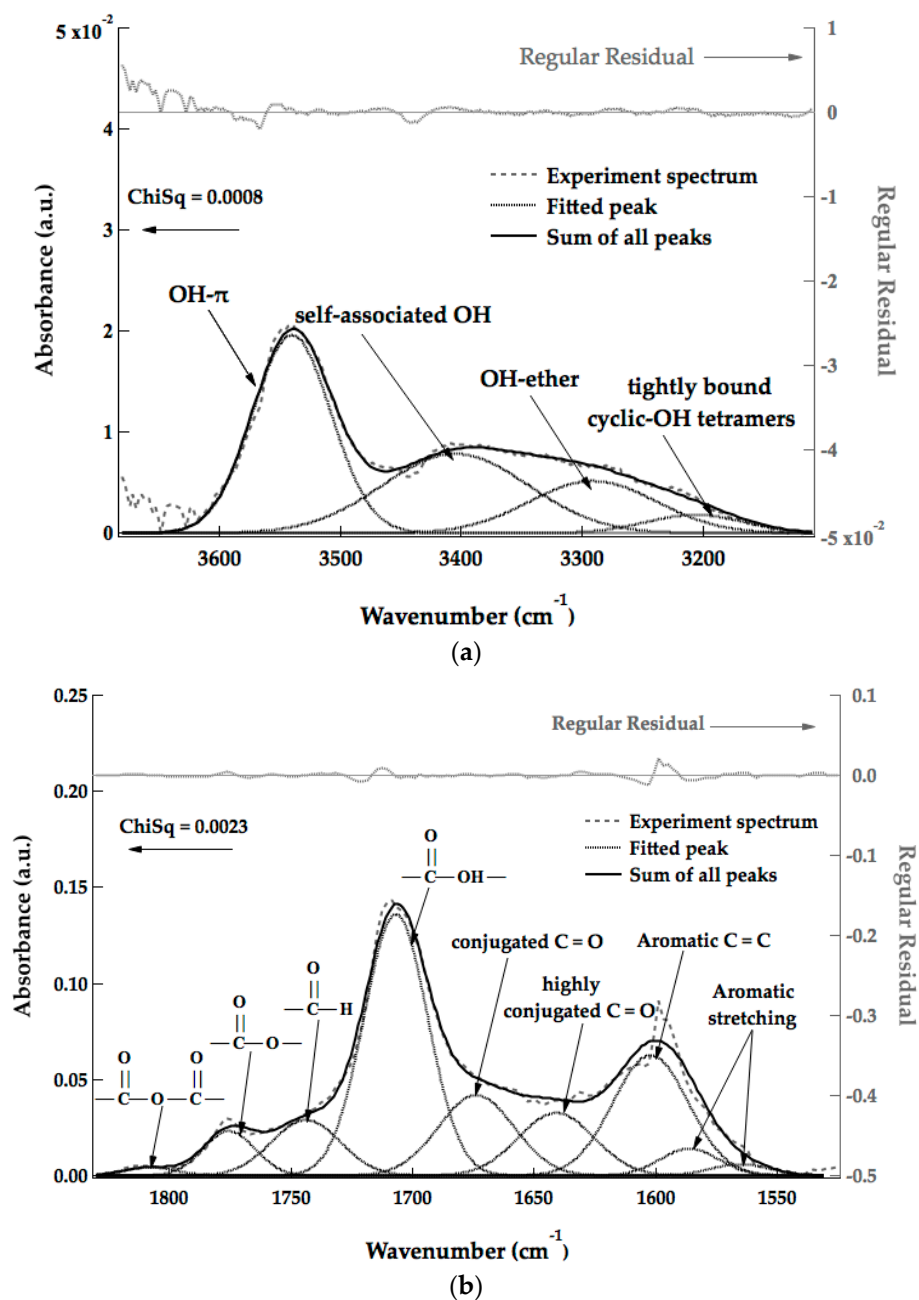 5 x10⁻²
1
Regular Residual
4
0
Experiment spectrum
Fitted peak
Sum of all peaks
Absorbance (a.u.)
ChiSq = 0.0008
3
-1
Regular Residual
-2
OH-π
self-associated OH
2
-3
OH-ether
tightly bound
cyclic-OH tetramers
1
-4
0
-5 x10⁻²
3600 3500 3400 3300 3200
Wavenumber (cm⁻¹)
(a)
0.25
0.1
Regular Residual
0.20
0.0
ChiSq = 0.0023
Experiment spectrum
Fitted peak
Sum of all peaks
-0.1
Absorbance (a.u.)
Regular Residual
0.15
O
C OH
-0.2
conjugated C = O
Aromatic C = C
0.10
highly
conjugated C = O
Aromatic
stretching
-0.3
O
C H
O
C O
0.05
-0.4
O O
C O C
0.00
-0.5
1800 1750 1700 1650 1600 1550
Wavenumber (cm⁻¹)
(b)